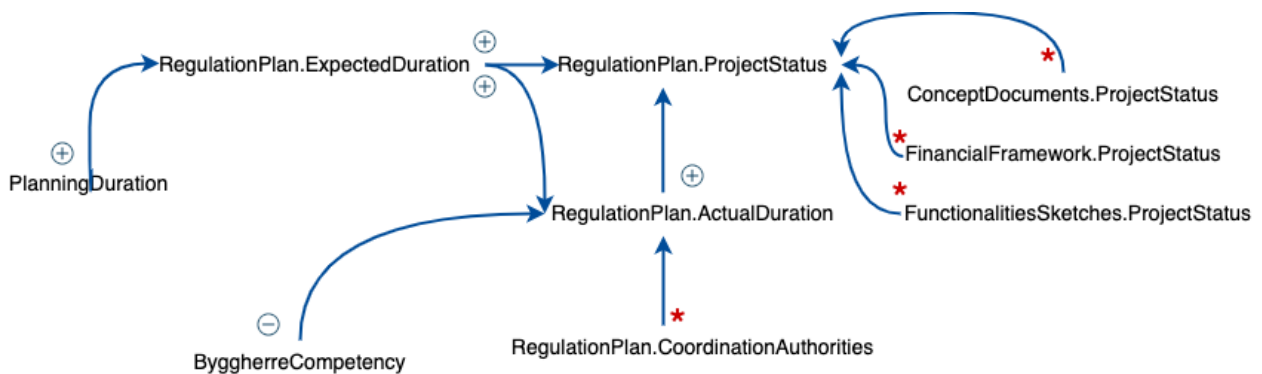 RegulationPlan.ExpectedDuration
+
+
RegulationPlan.ProjectStatus
*
ConceptDocuments.ProjectStatus
*
FinancialFramework.ProjectStatus
+
PlanningDuration
+
*
RegulationPlan.ActualDuration
FunctionalitiesSketches.ProjectStatus
−
*
ByggherreCompetency
RegulationPlan.CoordinationAuthorities